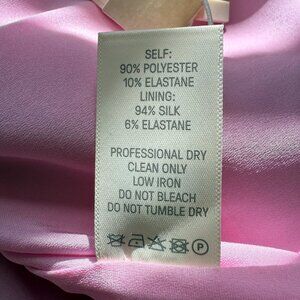 SELF:
90% POLYESTER
10% ELASTANE
LINING:
94% SILK
6% ELASTANE
PROFESSIONAL DRY
CLEAN ONLY
LOW IRON
DO NOT BLEACH
DO NOT TUMBLE DRY
P